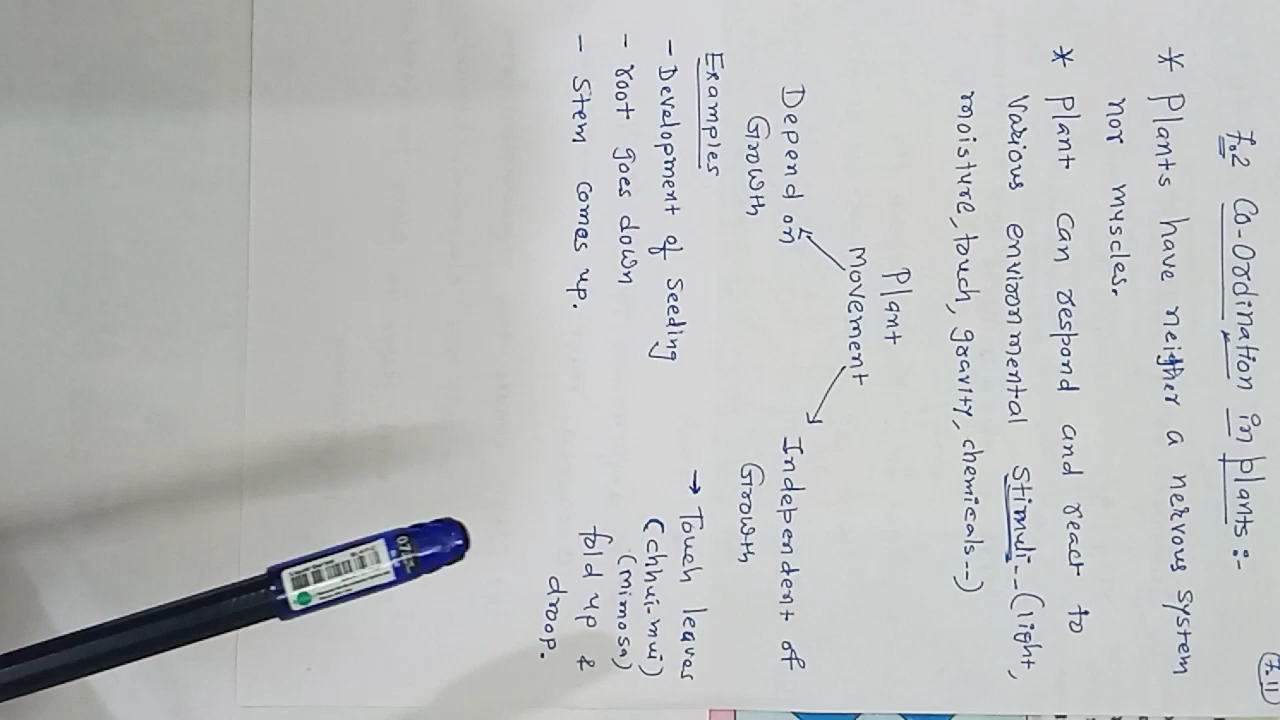 7.11
7.2 Co-Ordination in plants :-
* Plants have neither a nervous system
nor muscles.
* plant can respond and react to
various environmental stimuli--(light,
moisture, touch, gravity, chemicals--)
Plant
Movement
Depend on
Growth
Independent of
Growth
Examples
- Development of Seeding
- root goes down
- Stem comes up.
→ Touch leaves
(chhui-mui)
(mimosa)
fold up &
droop.